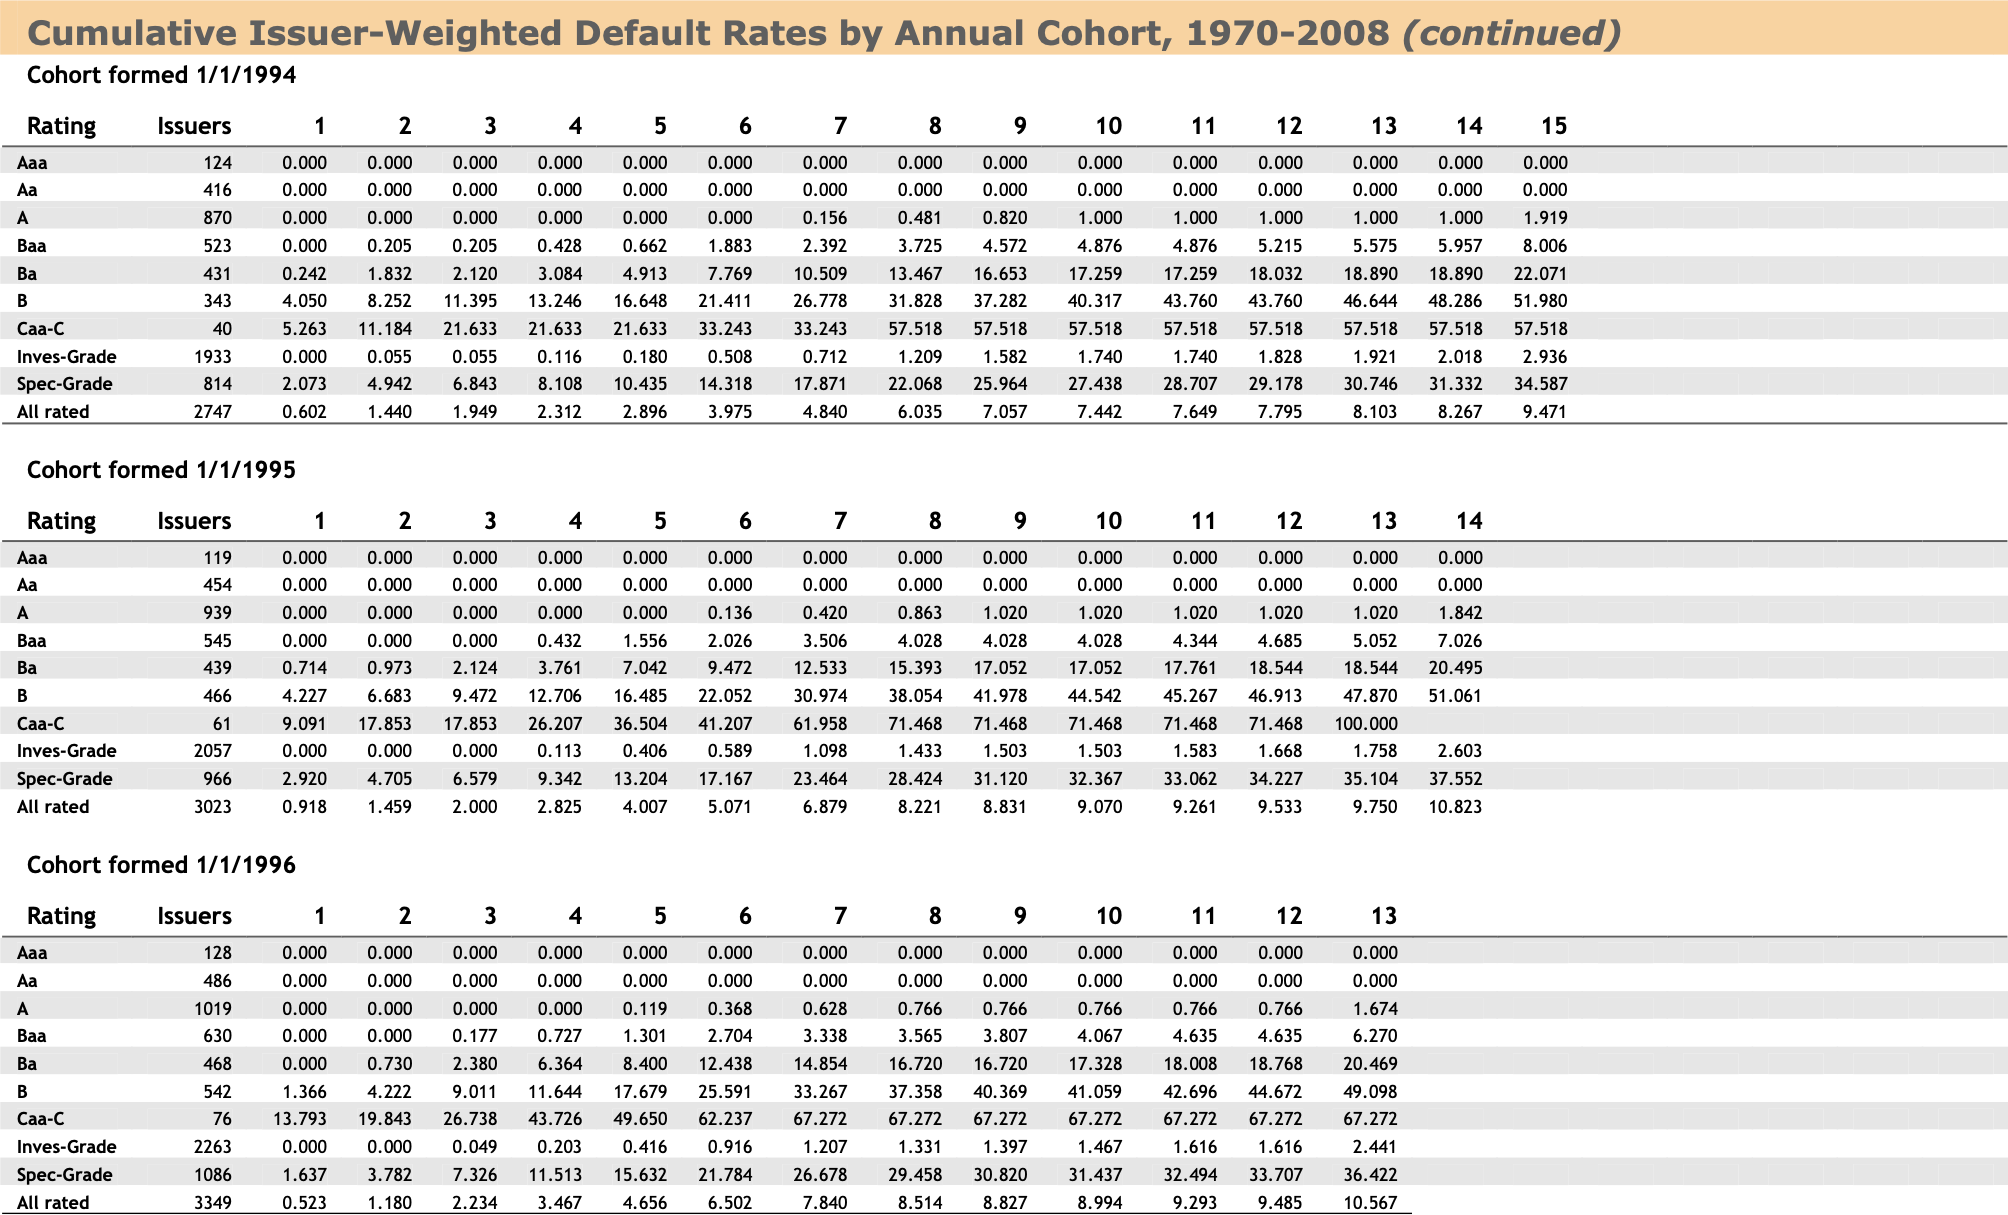 Cumulative Issuer-Weighted Default Rates by Annual Cohort, 1970-2008 (continued)
Cohort formed 1/1/1994
Rating Issuers 1 2 3 4 5 6 7 8 9 10 11 12 13 14 15
Aaa 124 0.000 0.000 0.000 0.000 0.000 0.000 0.000 0.000 0.000 0.000 0.000 0.000 0.000 0.000 0.000
Aa 416 0.000 0.000 0.000 0.000 0.000 0.000 0.000 0.000 0.000 0.000 0.000 0.000 0.000 0.000 0.000
A 870 0.000 0.000 0.000 0.000 0.000 0.000 0.156 0.481 0.820 1.000 1.000 1.000 1.000 1.000 1.919
Baa 523 0.000 0.205 0.205 0.428 0.662 1.883 2.392 3.725 4.572 4.876 4.876 5.215 5.575 5.957 8.006
Ba 431 0.242 1.832 2.120 3.084 4.913 7.769 10.509 13.467 16.653 17.259 17.259 18.032 18.890 18.890 22.071
B 343 4.050 8.252 11.395 13.246 16.648 21.411 26.778 31.828 37.282 40.317 43.760 43.760 46.644 48.286 51.980
Caa-C 40 5.263 11.184 21.633 21.633 21.633 33.243 33.243 57.518 57.518 57.518 57.518 57.518 57.518 57.518 57.518
Inves-Grade 1933 0.000 0.055 0.055 0.116 0.180 0.508 0.712 1.209 1.582 1.740 1.740 1.828 1.921 2.018 2.936
Spec-Grade 814 2.073 4.942 6.843 8.108 10.435 14.318 17.871 22.068 25.964 27.438 28.707 29.178 30.746 31.332 34.587
All rated 2747 0.602 1.440 1.949 2.312 2.896 3.975 4.840 6.035 7.057 7.442 7.649 7.795 8.103 8.267 9.471
Cohort formed 1/1/1995
Rating Issuers 1 2 3 4 5 6 7 8 9 10 11 12 13 14
Aaa 119 0.000 0.000 0.000 0.000 0.000 0.000 0.000 0.000 0.000 0.000 0.000 0.000 0.000 0.000
Aa 454 0.000 0.000 0.000 0.000 0.000 0.000 0.000 0.000 0.000 0.000 0.000 0.000 0.000 0.000
A 939 0.000 0.000 0.000 0.000 0.000 0.136 0.420 0.863 1.020 1.020 1.020 1.020 1.020 1.842
Baa 545 0.000 0.000 0.000 0.432 1.556 2.026 3.506 4.028 4.028 4.028 4.344 4.685 5.052 7.026
Ba 439 0.714 0.973 2.124 3.761 7.042 9.472 12.533 15.393 17.052 17.052 17.761 18.544 18.544 20.495
B 466 4.227 6.683 9.472 12.706 16.485 22.052 30.974 38.054 41.978 44.542 45.267 46.913 47.870 51.061
Caa-C 61 9.091 17.853 17.853 26.207 36.504 41.207 61.958 71.468 71.468 71.468 71.468 71.468 100.000
Inves-Grade 2057 0.000 0.000 0.000 0.113 0.406 0.589 1.098 1.433 1.503 1.503 1.583 1.668 1.758 2.603
Spec-Grade 966 2.920 4.705 6.579 9.342 13.204 17.167 23.464 28.424 31.120 32.367 33.062 34.227 35.104 37.552
All rated 3023 0.918 1.459 2.000 2.825 4.007 5.071 6.879 8.221 8.831 9.070 9.261 9.533 9.750 10.823
Cohort formed 1/1/1996
Rating Issuers 1 2 3 4 5 6 7 8 9 10 11 12 13
Aaa 128 0.000 0.000 0.000 0.000 0.000 0.000 0.000 0.000 0.000 0.000 0.000 0.000 0.000
Aa 486 0.000 0.000 0.000 0.000 0.000 0.000 0.000 0.000 0.000 0.000 0.000 0.000 0.000
A 1019 0.000 0.000 0.000 0.000 0.119 0.368 0.628 0.766 0.766 0.766 0.766 0.766 1.674
Baa 630 0.000 0.000 0.177 0.727 1.301 2.704 3.338 3.565 3.807 4.067 4.635 4.635 6.270
Ba 468 0.000 0.730 2.380 6.364 8.400 12.438 14.854 16.720 16.720 17.328 18.008 18.768 20.469
B 542 1.366 4.222 9.011 11.644 17.679 25.591 33.267 37.358 40.369 41.059 42.696 44.672 49.098
Caa-C 76 13.793 19.843 26.738 43.726 49.650 62.237 67.272 67.272 67.272 67.272 67.272 67.272 67.272
Inves-Grade 2263 0.000 0.000 0.049 0.203 0.416 0.916 1.207 1.331 1.397 1.467 1.616 1.616 2.441
Spec-Grade 1086 1.637 3.782 7.326 11.513 15.632 21.784 26.678 29.458 30.820 31.437 32.494 33.707 36.422
All rated 3349 0.523 1.180 2.234 3.467 4.656 6.502 7.840 8.514 8.827 8.994 9.293 9.485 10.567